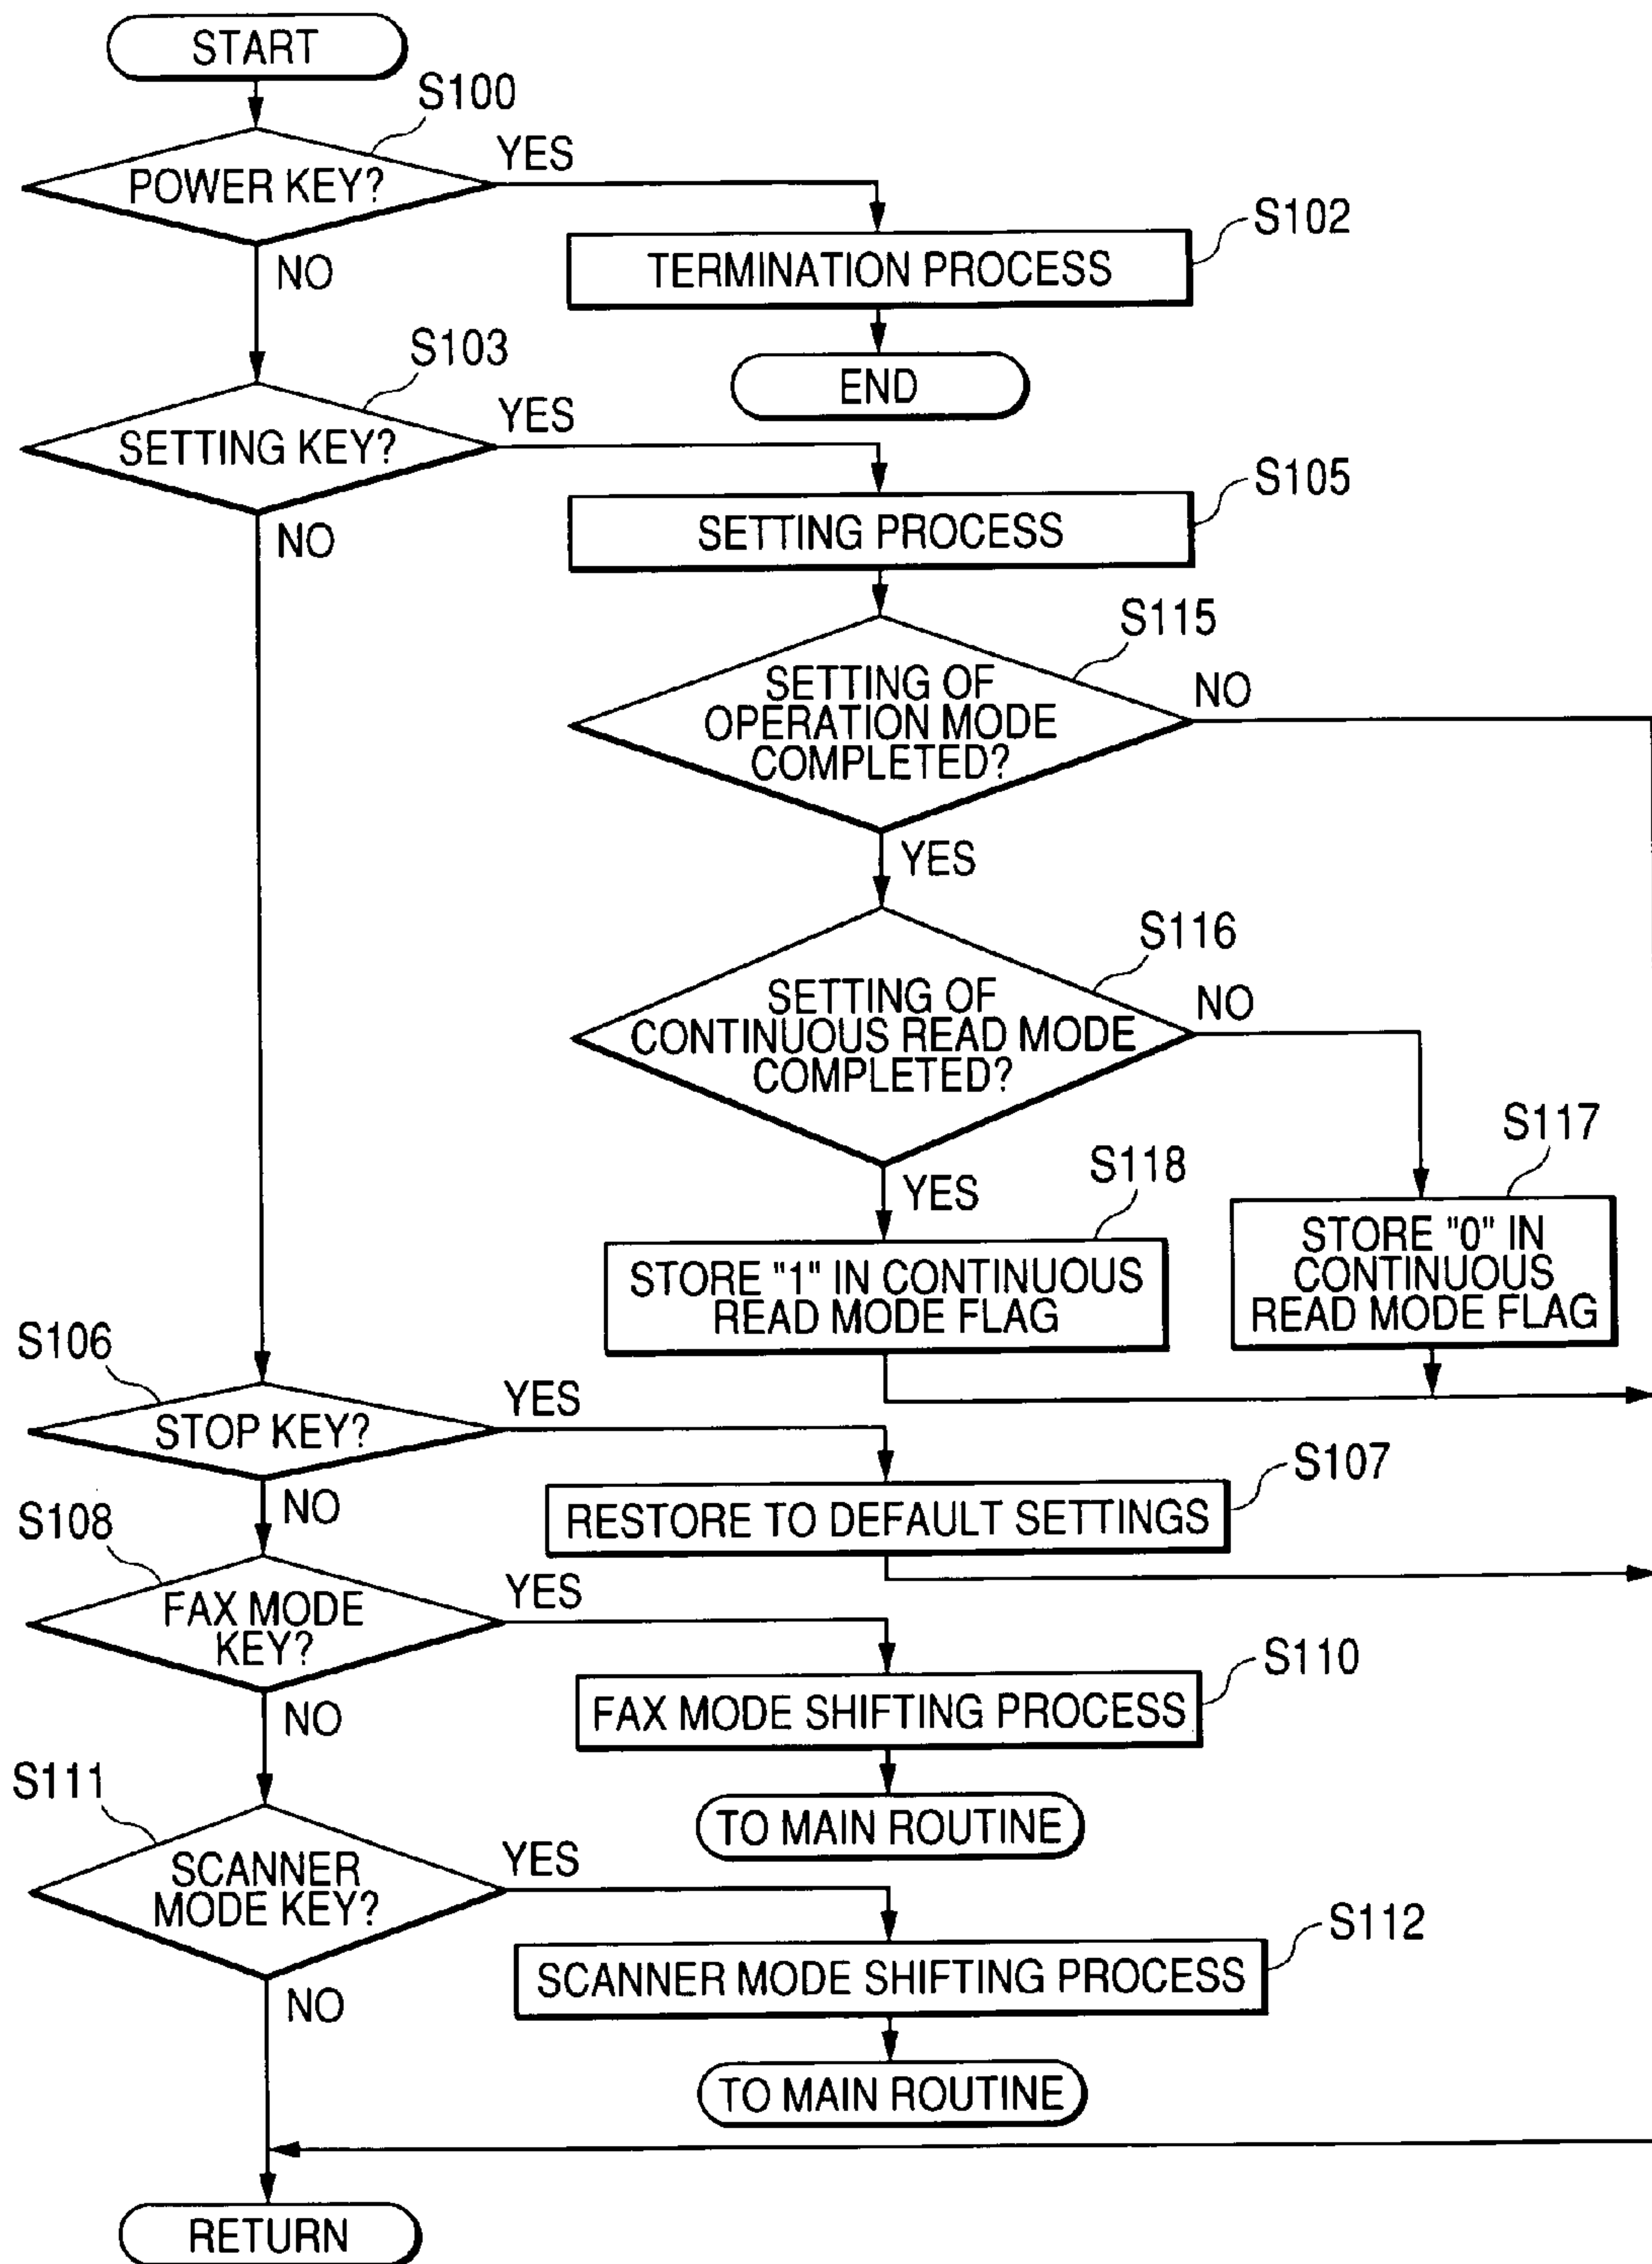 START
S100
POWER KEY?
YES
NO
S102
TERMINATION PROCESS
END
S103
SETTING KEY?
YES
NO
S105
SETTING PROCESS
S115
SETTING OF
OPERATION MODE
COMPLETED?
NO
YES
S116
SETTING OF
CONTINUOUS READ MODE
COMPLETED?
NO
YES
S118
STORE "1" IN CONTINUOUS
READ MODE FLAG
S117
STORE "0" IN
CONTINUOUS
READ MODE FLAG
S106
STOP KEY?
YES
NO
S107
RESTORE TO DEFAULT SETTINGS
S108
FAX MODE
KEY?
YES
NO
S110
FAX MODE SHIFTING PROCESS
TO MAIN ROUTINE
S111
SCANNER
MODE KEY?
YES
NO
S112
SCANNER MODE SHIFTING PROCESS
TO MAIN ROUTINE
RETURN